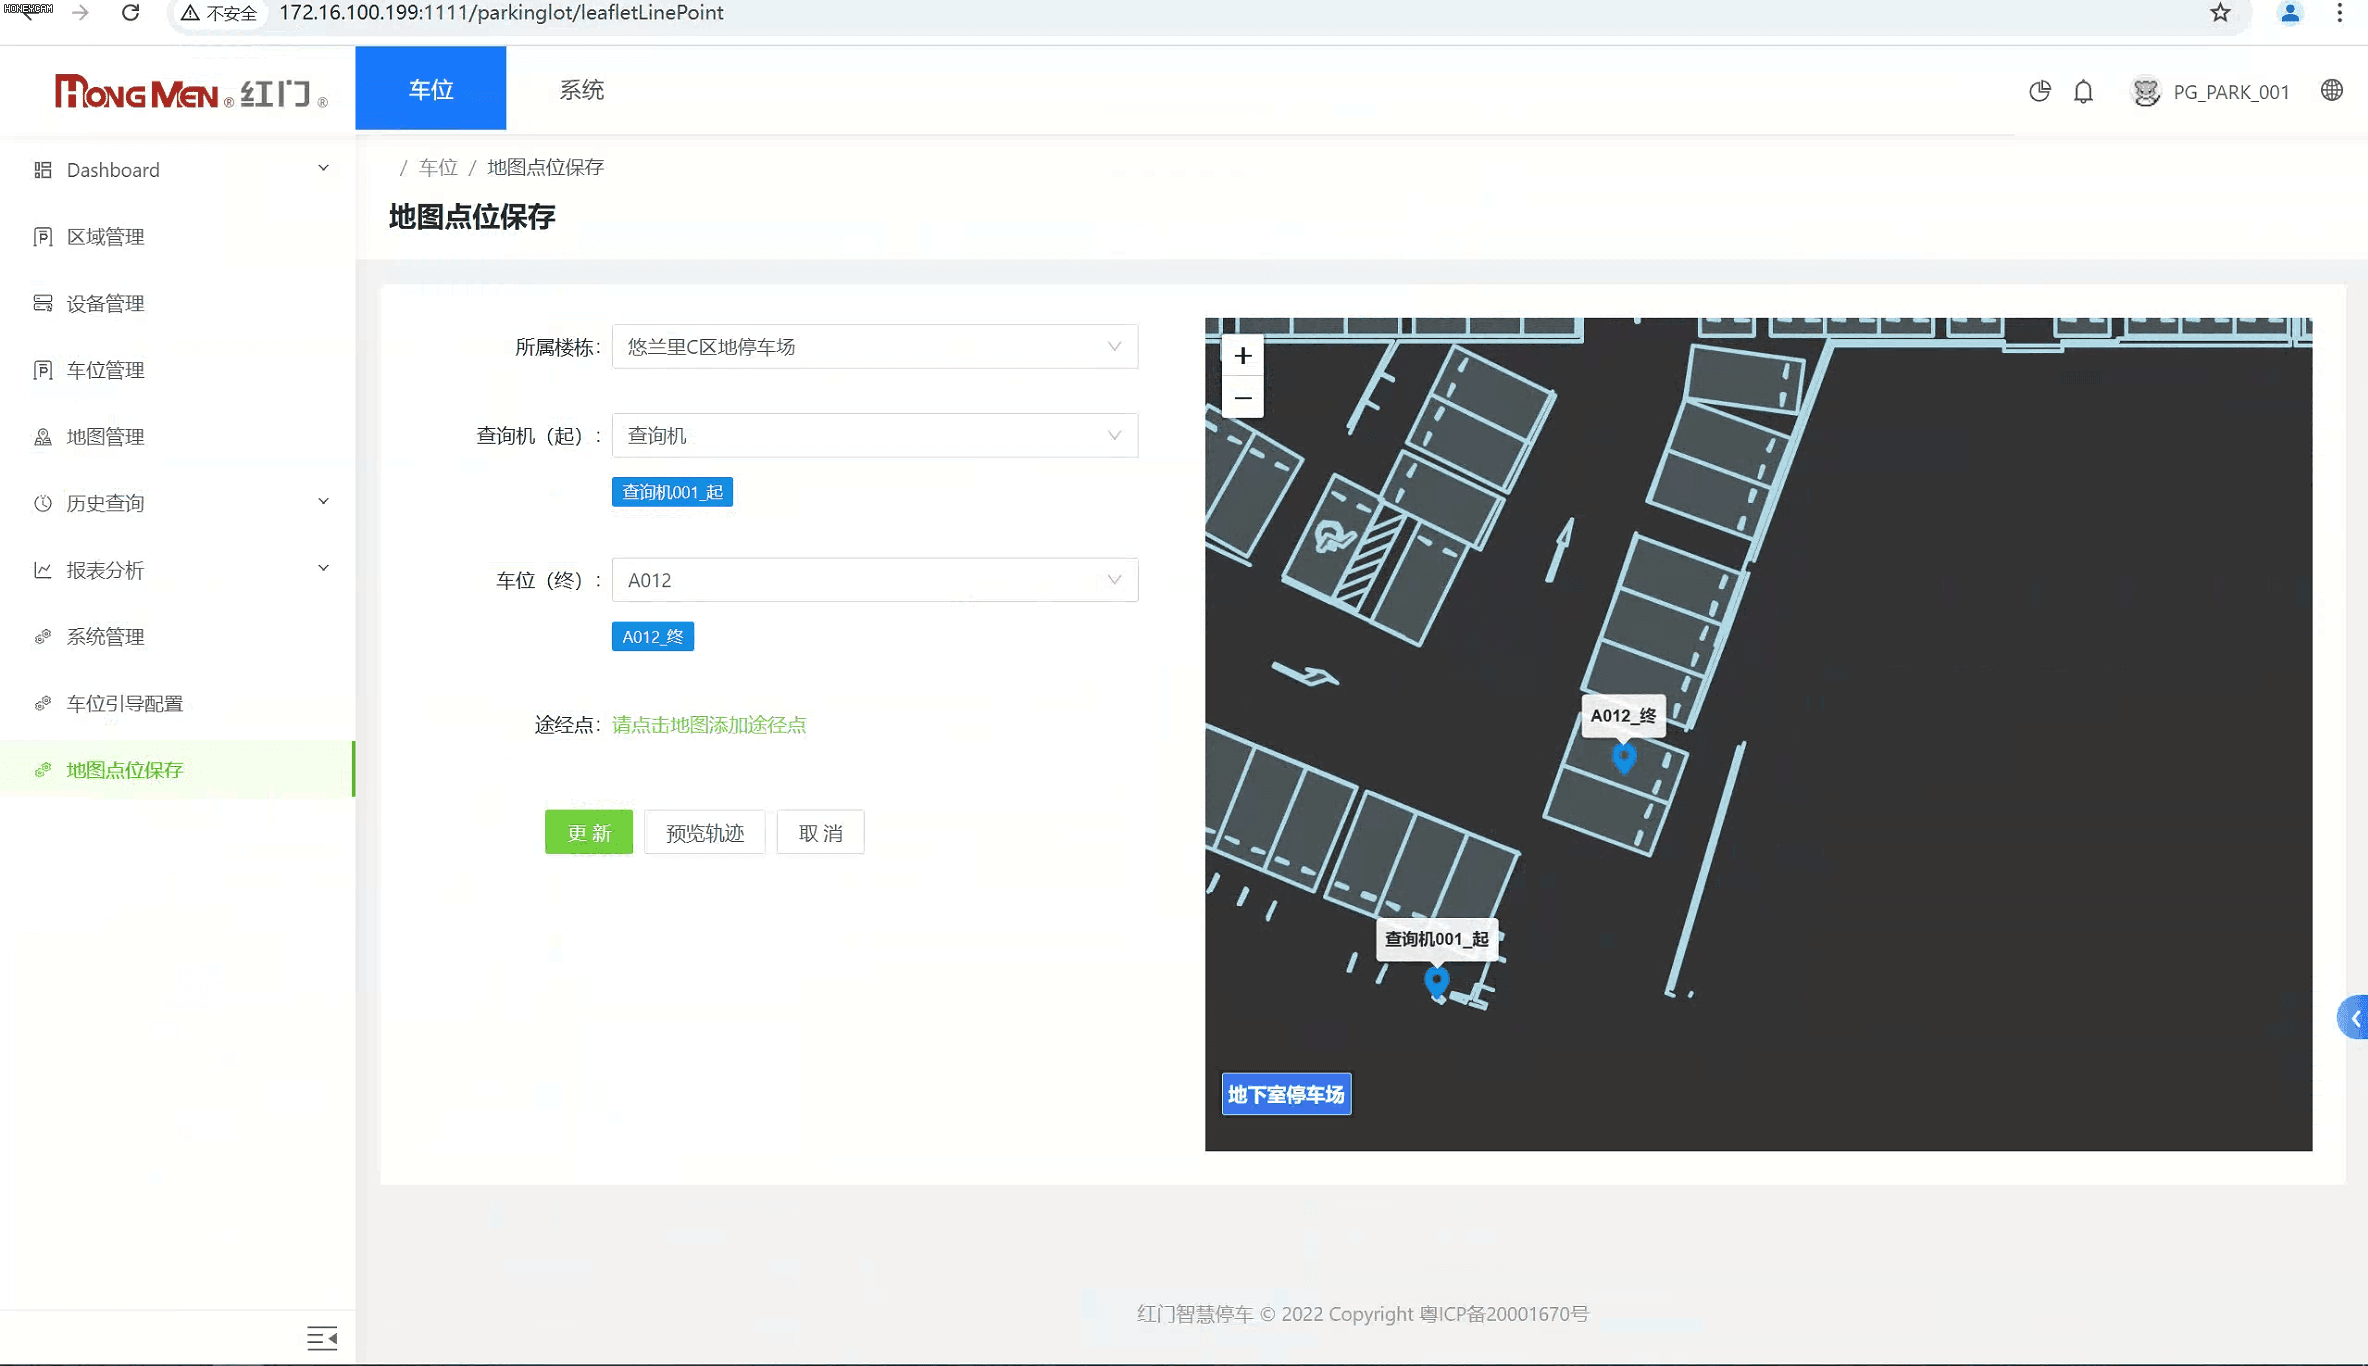 HONEYCAM
不安全
172.16.100.199:1111/parkinglot/leafletLinePoint
HONGMEN® 红门®
车位
系统
PG_PARK_001
Dashboard
区域管理
设备管理
车位管理
地图管理
历史查询
报表分析
系统管理
车位引导配置
地图点位保存
/ 车位 / 地图点位保存
地图点位保存
所属楼栋: 悠兰里C区地停车场
查询机（起）: 查询机
查询机001_起
车位（终）: A012
A012_终
途经点: 请点击地图添加途径点
更 新
预览轨迹
取 消
+
−
A012_终
查询机001_起
地下室停车场
红门智慧停车 © 2022 Copyright 粤ICP备20001670号